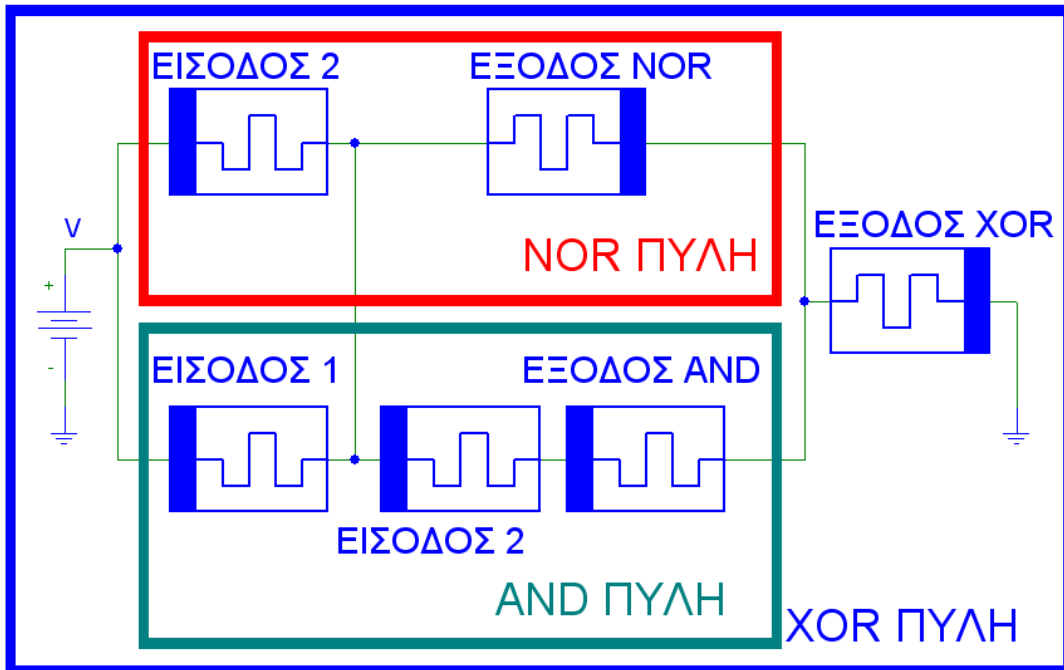 ΕΙΣΟΔΟΣ 2
ΕΞΟΔΟΣ NOR
V
+
-
NOR ΠΥΛΗ
ΕΞΟΔΟΣ XOR
ΕΙΣΟΔΟΣ 1
ΕΞΟΔΟΣ AND
ΕΙΣΟΔΟΣ 2
AND ΠΥΛΗ
XOR ΠΥΛΗ